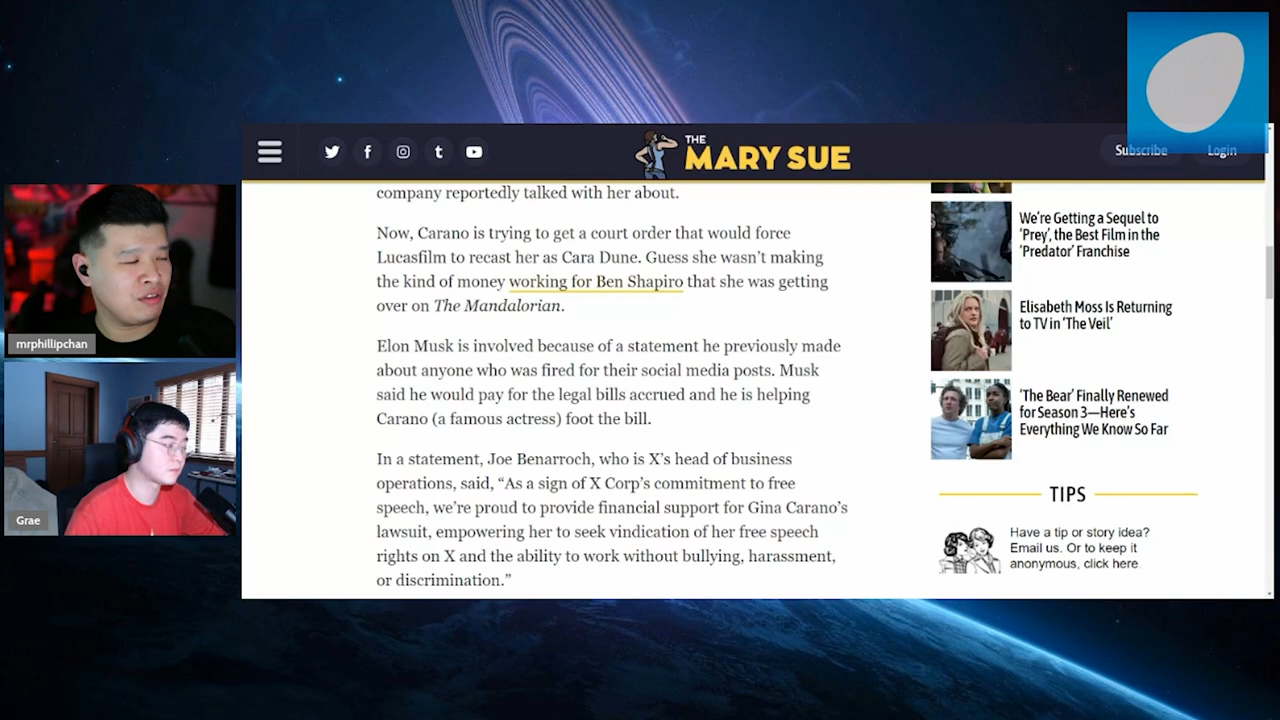 THE
MARY SUE
Subscribe
Login
company reportedly talked with her about.
Now, Carano is trying to get a court order that would force
Lucasfilm to recast her as Cara Dune. Guess she wasn’t making
the kind of money working for Ben Shapiro that she was getting
over on The Mandalorian.
Elon Musk is involved because of a statement he previously made
about anyone who was fired for their social media posts. Musk
said he would pay for the legal bills accrued and he is helping
Carano (a famous actress) foot the bill.
In a statement, Joe Benarroch, who is X’s head of business
operations, said, “As a sign of X Corp’s commitment to free
speech, we’re proud to provide financial support for Gina Carano’s
lawsuit, empowering her to seek vindication of her free speech
rights on X and the ability to work without bullying, harassment,
or discrimination.”
We’re Getting a Sequel to
‘Prey’, the Best Film in the
‘Predator’ Franchise
Elisabeth Moss Is Returning
to TV in ‘The Veil’
‘The Bear’ Finally Renewed
for Season 3—Here’s
Everything We Know So Far
TIPS
Have a tip or story idea?
Email us. Or to keep it
anonymous, click here
mrphillipchan
Grae